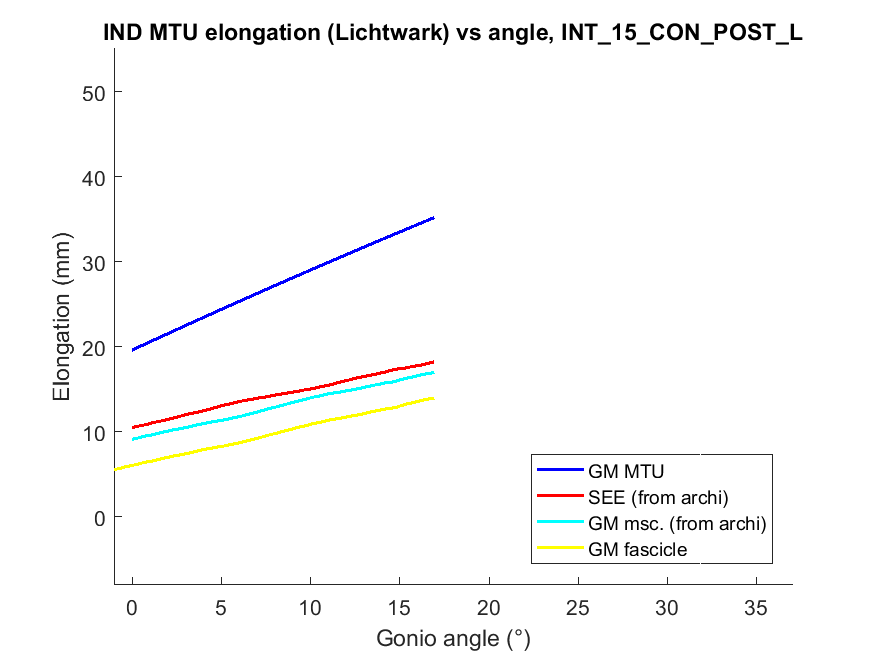 IND MTU elongation (Lichtwark) vs angle, INT_15_CON_POST_L
50
40
30
20
10
0
Elongation (mm)
GM MTU
SEE (from archi)
GM msc. (from archi)
GM fascicle
0 5 10 15 20 25 30 35
Gonio angle (°)